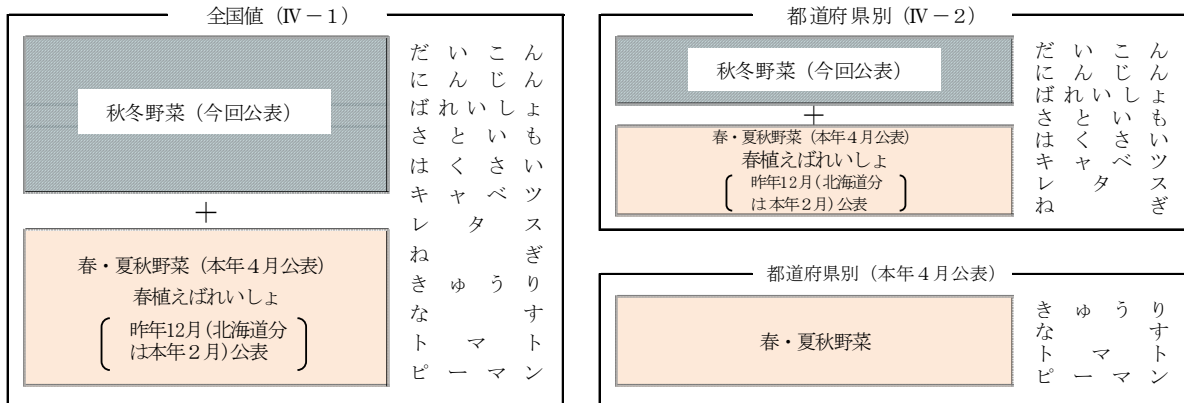 全国値（Ⅳ－１）
秋冬野菜（今回公表）
＋
春・夏秋野菜（本年４月公表）
春植えばれいしょ
昨年12月（北海道分
は本年２月）公表
だいこん
にんじん
ばれいしょ
さといも
はくさい
キャベツ
レタス
ねぎ
きゅうり
なす
トマト
ピーマン
都道府県別（Ⅳ－２）
秋冬野菜（今回公表）
＋
春・夏秋野菜（本年４月公表）
春植えばれいしょ
昨年12月（北海道分
は本年２月）公表
だいこん
にんじん
ばれいしょ
さといも
はくさい
キャベツ
レタス
ねぎ
都道府県別（本年４月公表）
春・夏秋野菜
きゅうり
なす
トマト
ピーマン